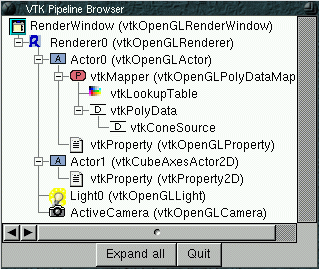 VTK Pipeline Browser
RenderWindow (vtkOpenGLRenderWindow)
R Renderer0 (vtkOpenGLRenderer)
A Actor0 (vtkOpenGLActor)
P vtkMapper (vtkOpenGLPolyDataMap
vtkLookupTable
D vtkPolyData
D vtkConeSource
vtkProperty (vtkOpenGLProperty)
A Actor1 (vtkCubeAxesActor2D)
vtkProperty (vtkProperty2D)
Light0 (vtkOpenGLLight)
ActiveCamera (vtkOpenGLCamera)
Expand all Quit